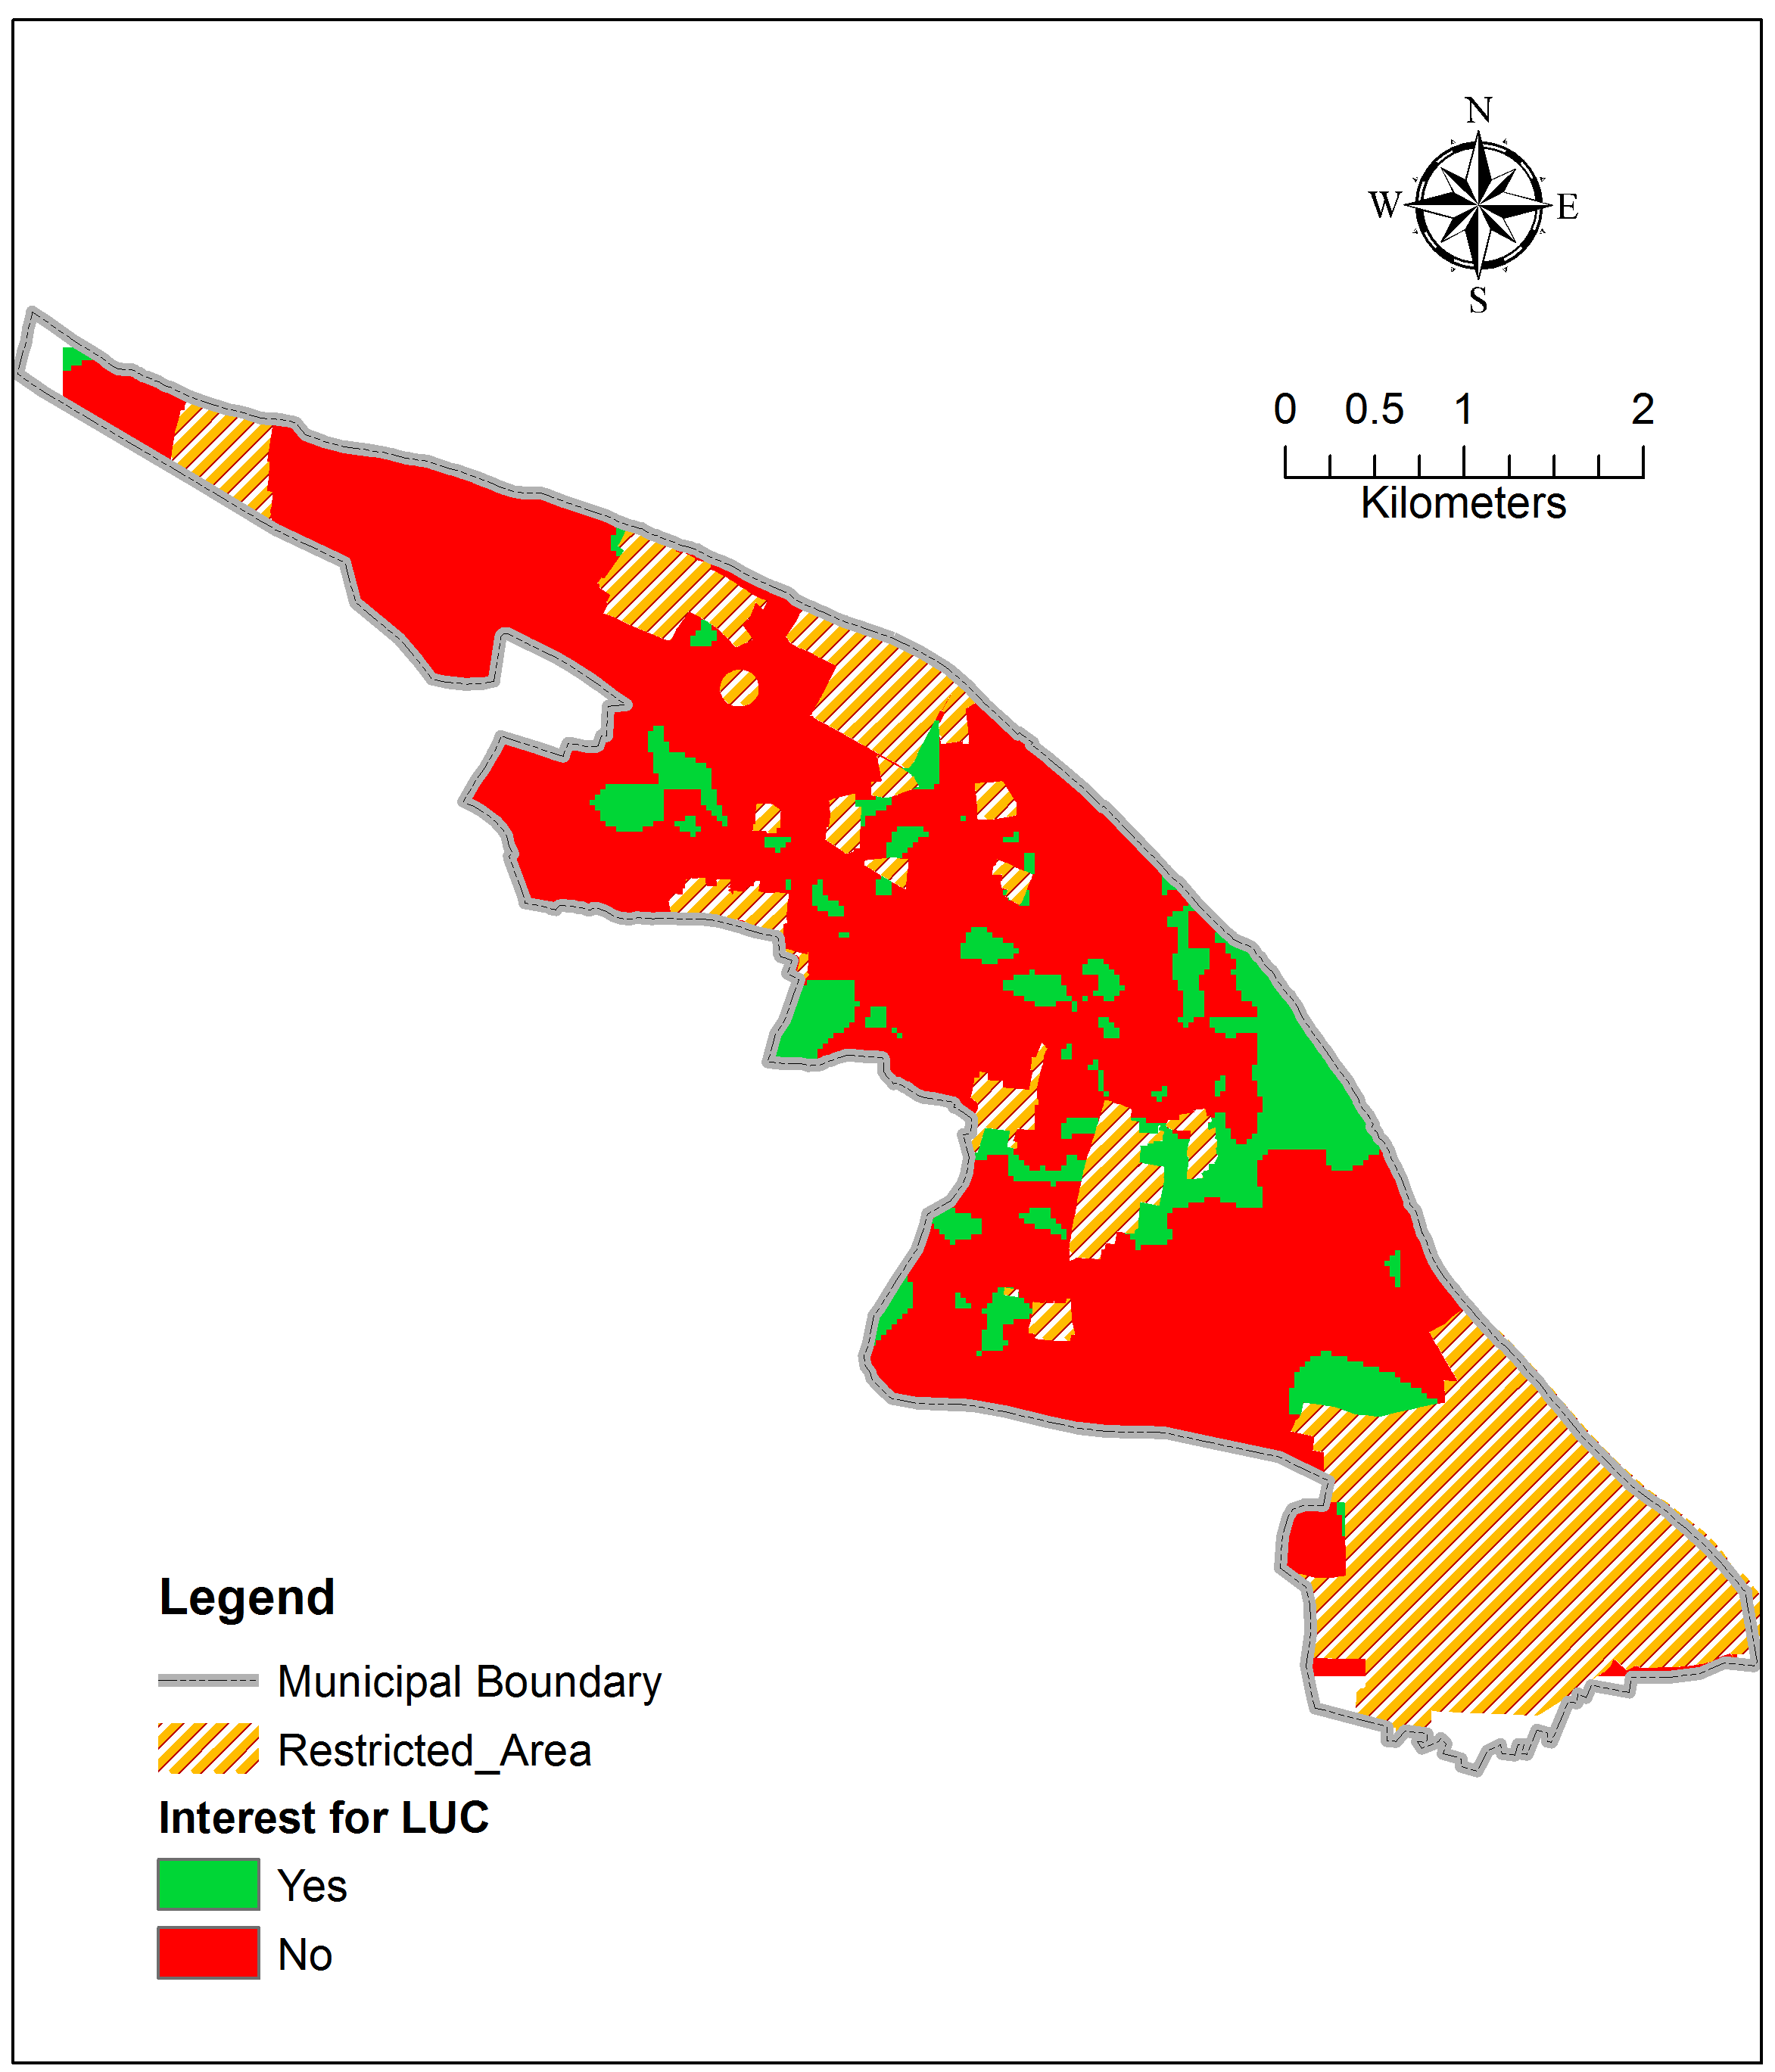 N
W E
S
0 0.5 1 2
Kilometers
Legend
Municipal Boundary
Restricted_Area
Interest for LUC
Yes
No